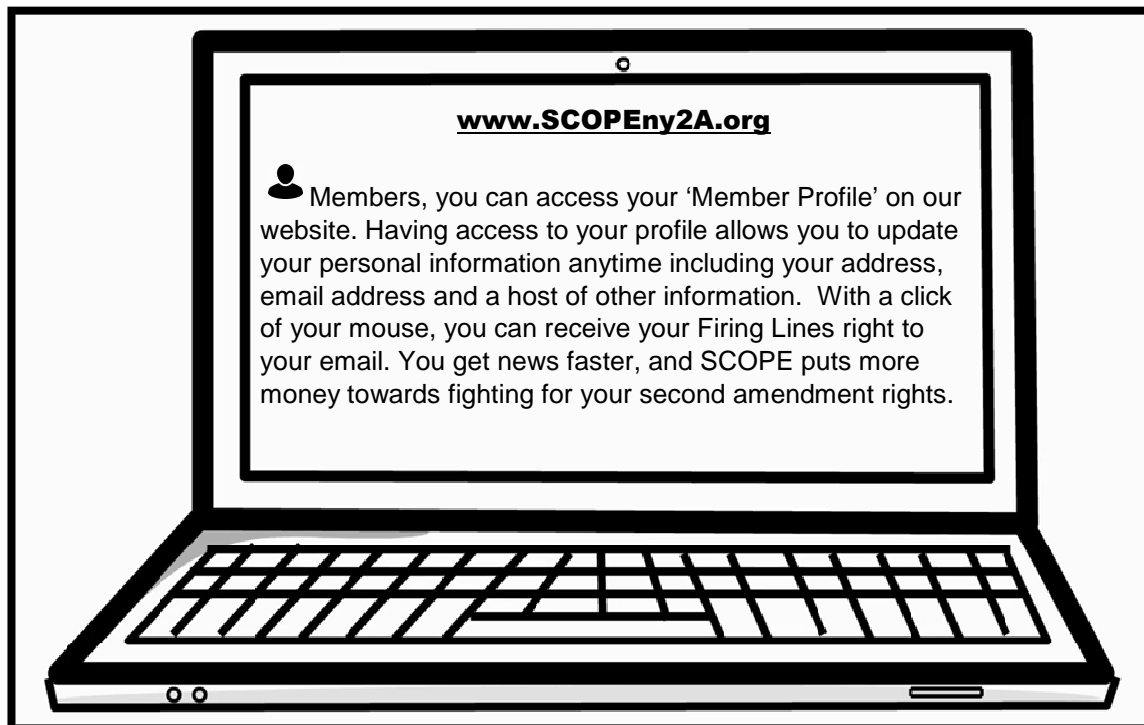 www.SCOPEny2A.org
Members, you can access your ‘Member Profile’ on our
website. Having access to your profile allows you to update
your personal information anytime including your address,
email address and a host of other information.  With a click
of your mouse, you can receive your Firing Lines right to
your email. You get news faster, and SCOPE puts more
money towards fighting for your second amendment rights.